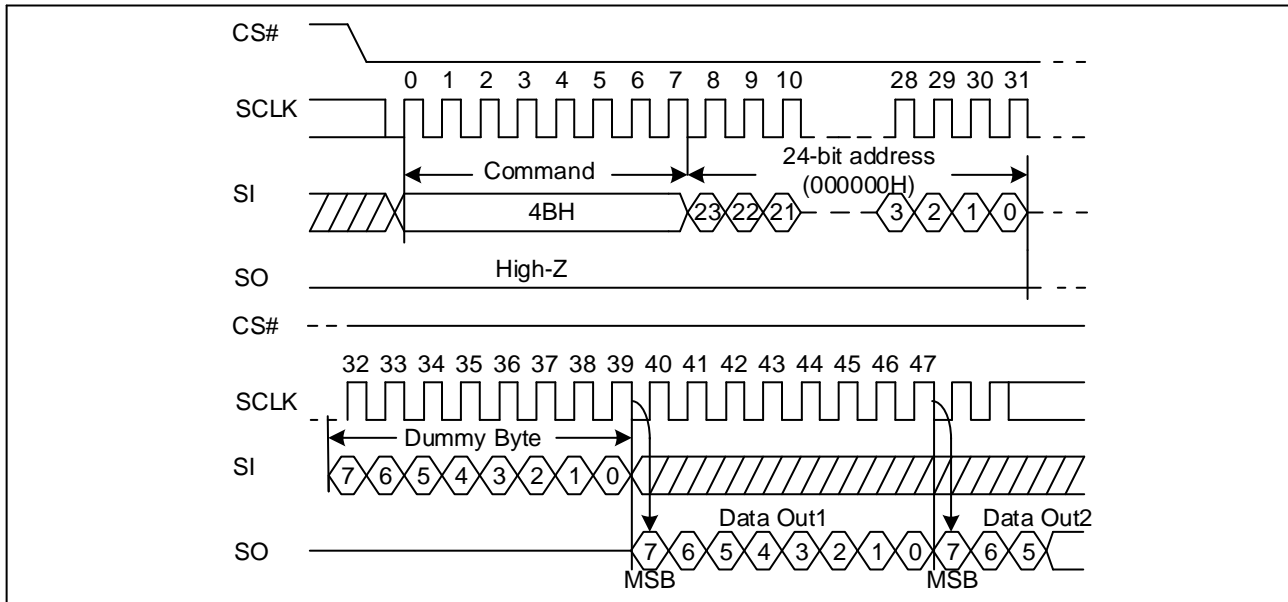 CS#
0 1 2 3 4 5 6 7 8 9 10 28 29 30 31
SCLK
Command
24-bit address
(000000H)
SI
4BH
23 22 21 3 2 1 0
High-Z
SO
CS#
32 33 34 35 36 37 38 39 40 41 42 43 44 45 46 47
SCLK
Dummy Byte
SI
7 6 5 4 3 2 1 0
Data Out1 Data Out2
SO
7 6 5 4 3 2 1 0 7 6 5
MSB MSB